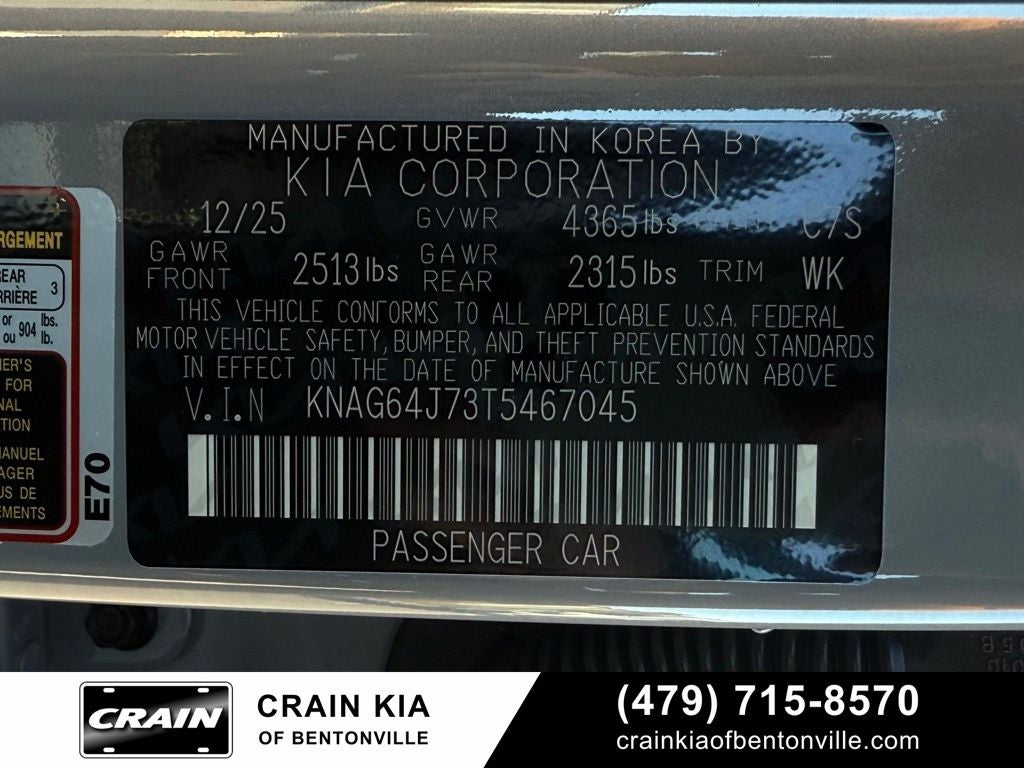 MANUFACTURED IN KOREA BY
KIA CORPORATION
12/25 GVWR 4365 lbs C/S
GAWR FRONT 2513 lbs GAWR REAR 2315 lbs TRIM WK
THIS VEHICLE CONFORMS TO ALL APPLICABLE U.S.A. FEDERAL
MOTOR VEHICLE SAFETY, BUMPER, AND THEFT PREVENTION STANDARDS
IN EFFECT ON THE DATE OF MANUFACTURE SHOWN ABOVE
V.I.N KNAG64J73T5467045
PASSENGER CAR
RGEMENT
EAR
RRIÈRE 3
or 904 lbs.
ou lb.
ER'S
FOR
NAL
TION
MANUEL
AGER
US DE
EMENTS
E70
CRAIN
CRAIN KIA
OF BENTONVILLE
(479) 715-8570
crainkiaofbentonville.com